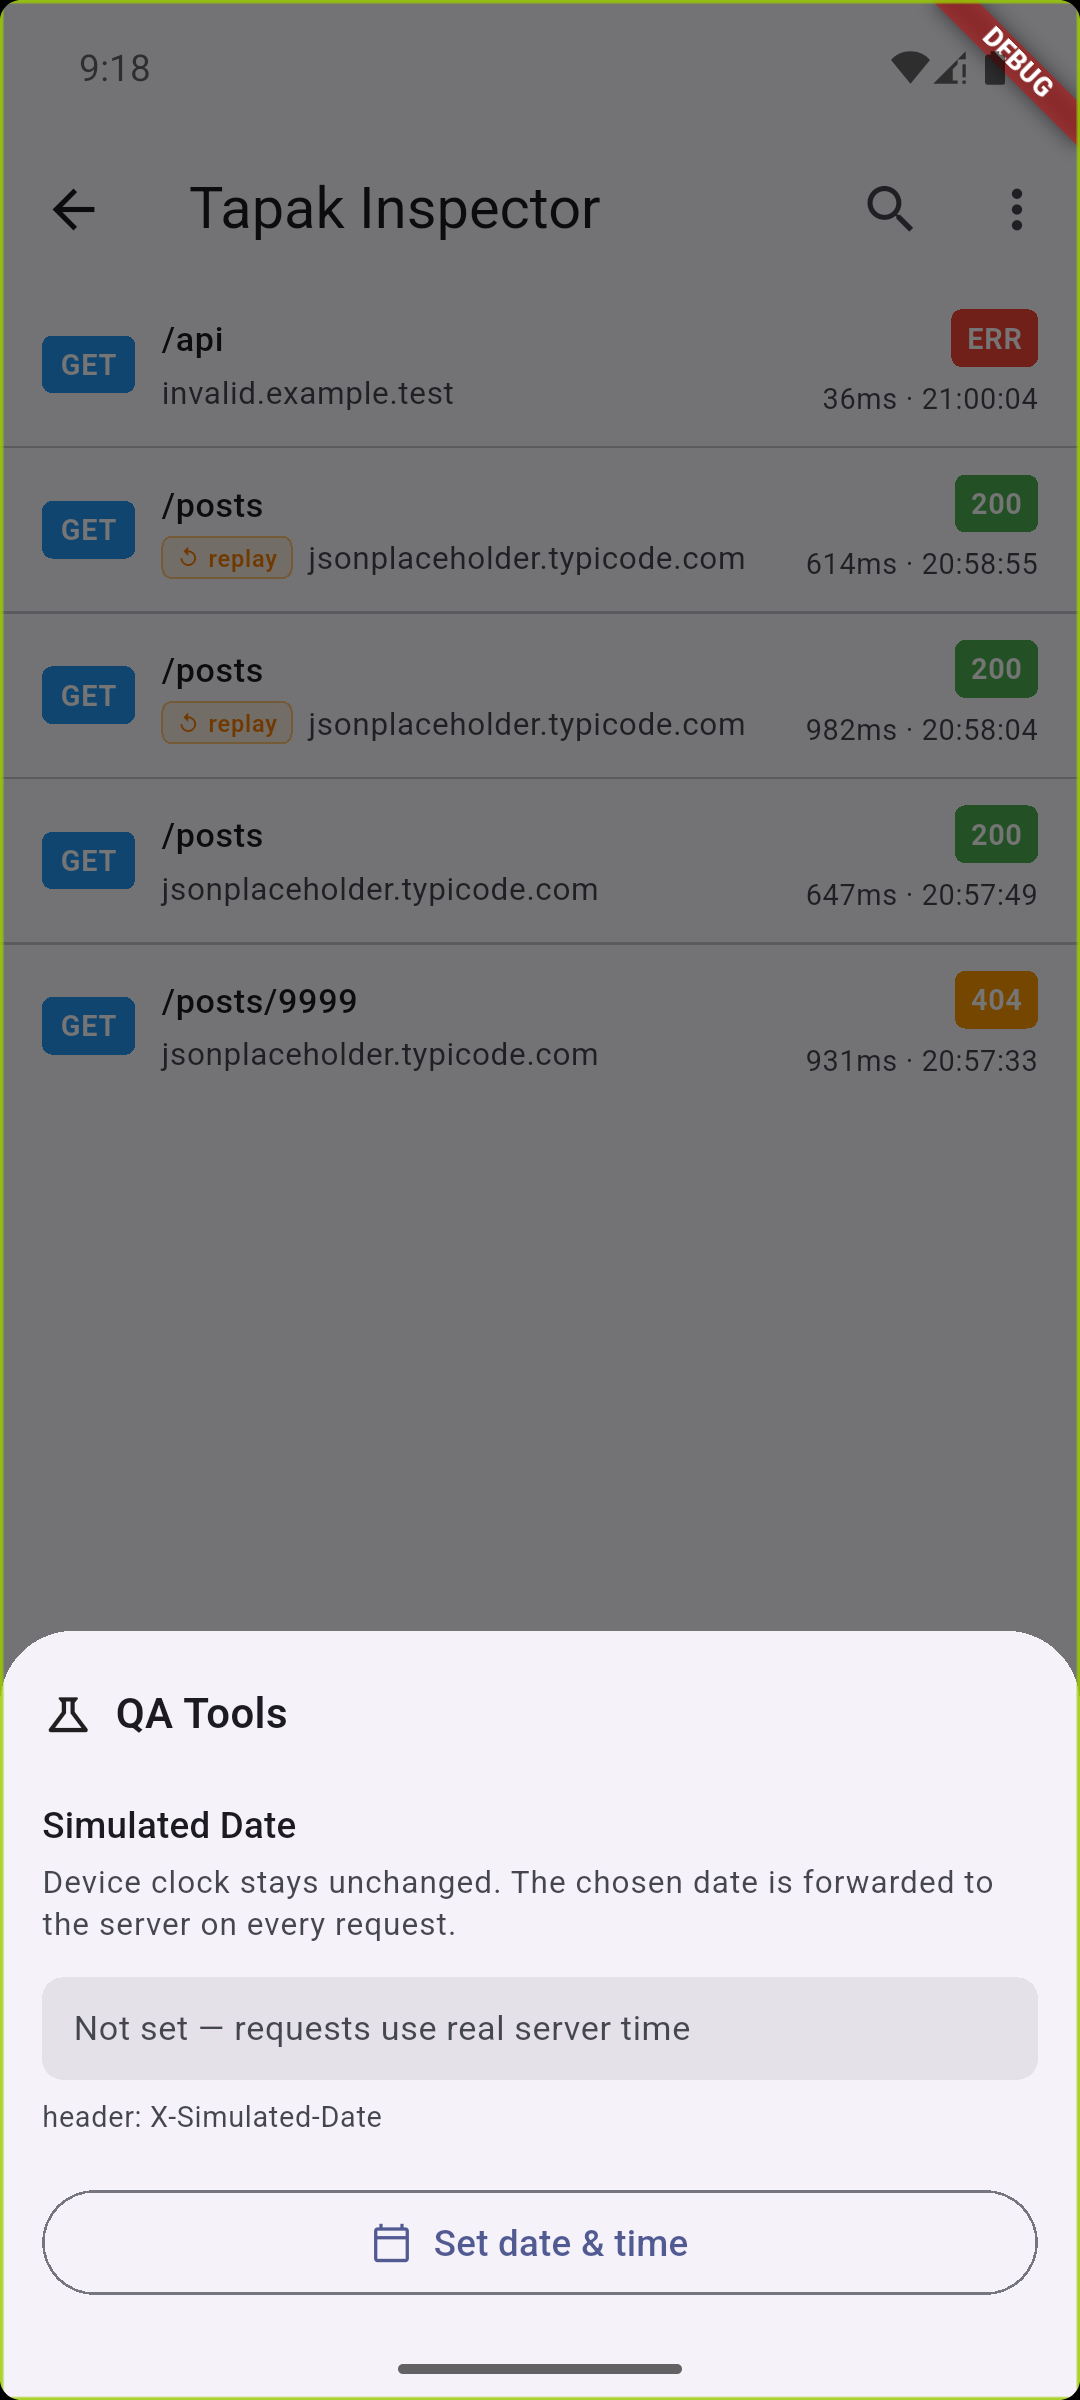 9:18
DEBUG
Tapak Inspector
GET
/api
invalid.example.test
ERR
36ms · 21:00:04
GET
/posts
replay jsonplaceholder.typicode.com
200
614ms · 20:58:55
GET
/posts
replay jsonplaceholder.typicode.com
200
982ms · 20:58:04
GET
/posts
jsonplaceholder.typicode.com
200
647ms · 20:57:49
GET
/posts/9999
jsonplaceholder.typicode.com
404
931ms · 20:57:33
QA Tools
Simulated Date
Device clock stays unchanged. The chosen date is forwarded to
the server on every request.
Not set — requests use real server time
header: X-Simulated-Date
Set date & time